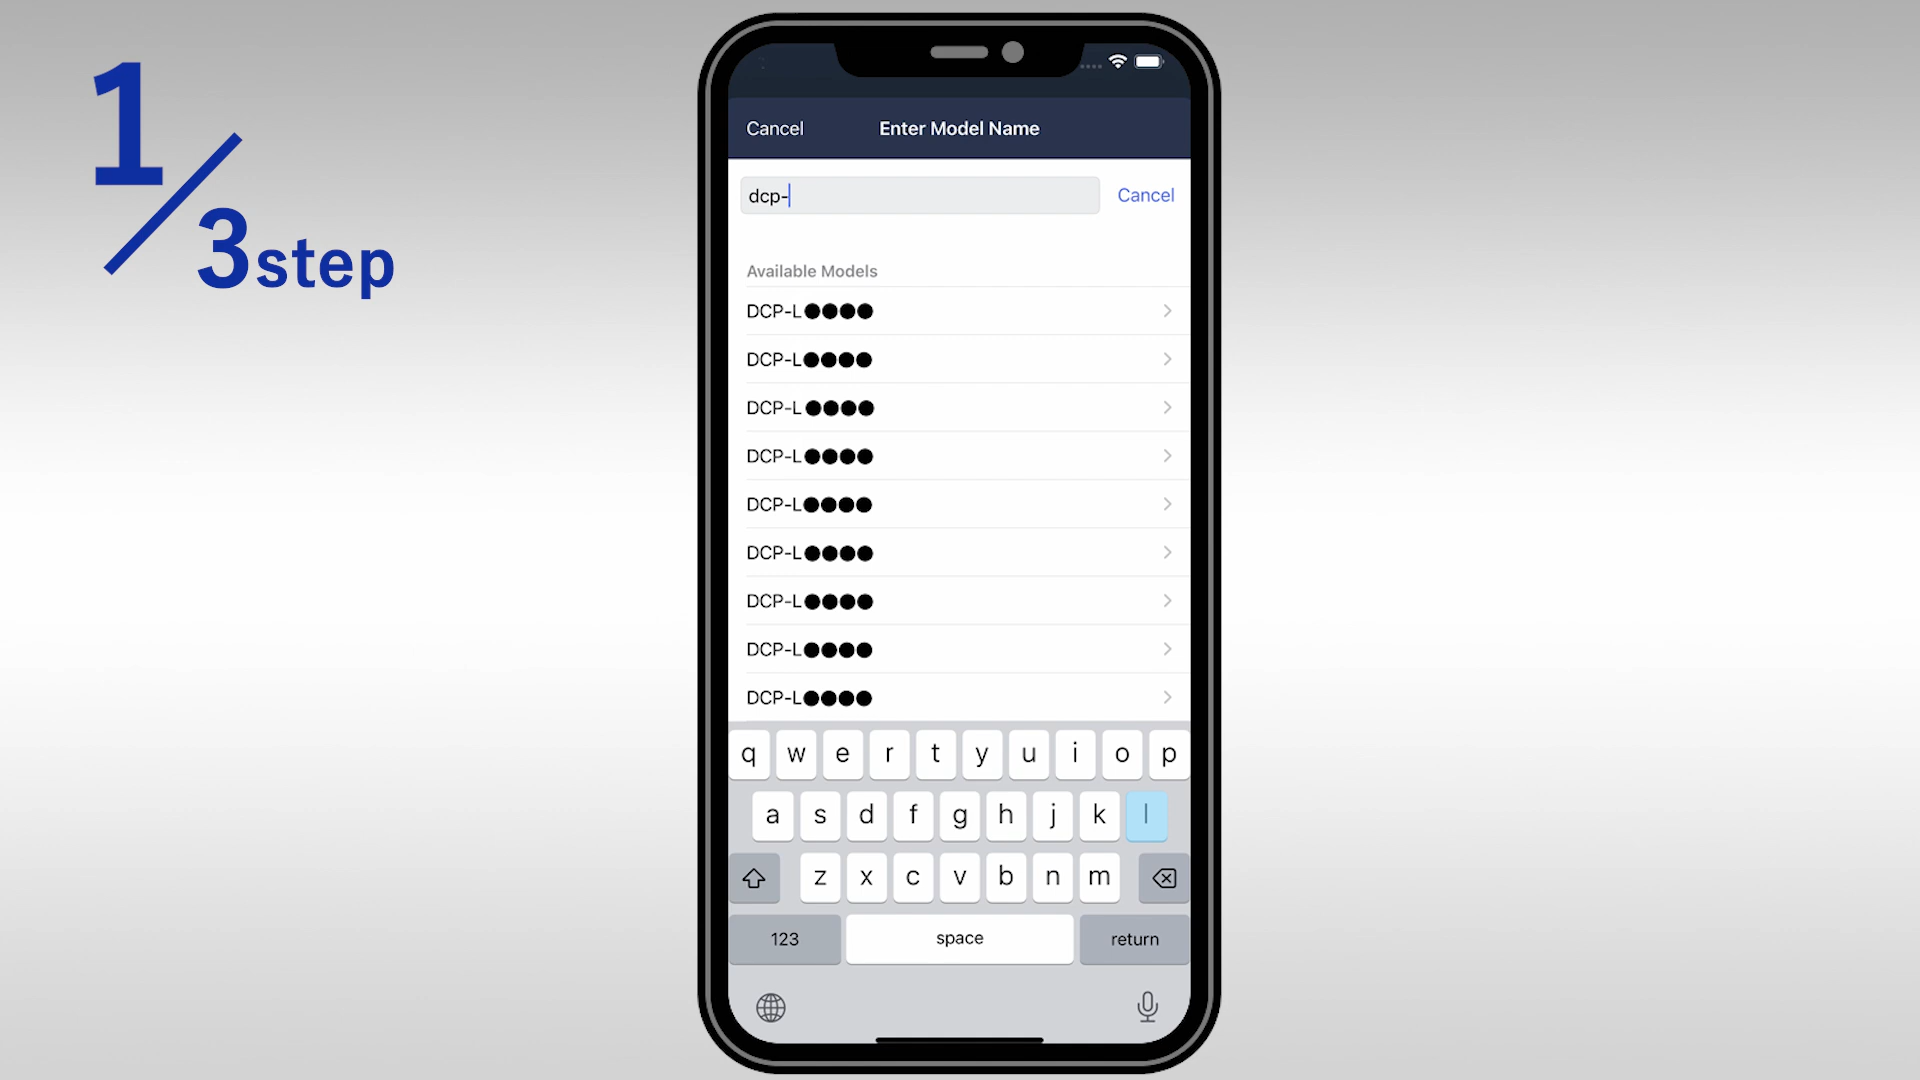 1/3step
Cancel Enter Model Name
dcp- Cancel
Available Models
DCP-L●●●●
DCP-L●●●●
DCP-L●●●●
DCP-L●●●●
DCP-L●●●●
DCP-L●●●●
DCP-L●●●●
DCP-L●●●●
DCP-L●●●●
q w e r t y u i o p
a s d f g h j k l
z x c v b n m
123 space return